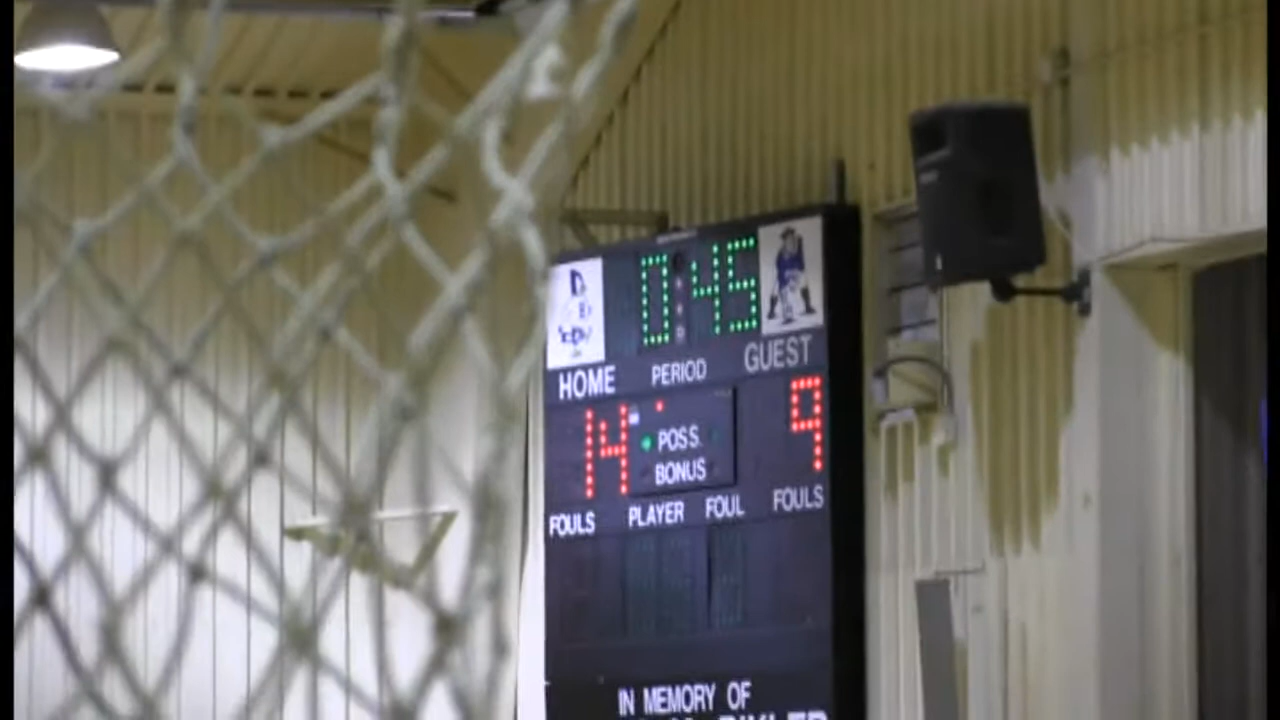 0:45
HOME PERIOD GUEST
14 POSS. 9
BONUS
FOULS PLAYER FOUL FOULS
IN MEMORY OF